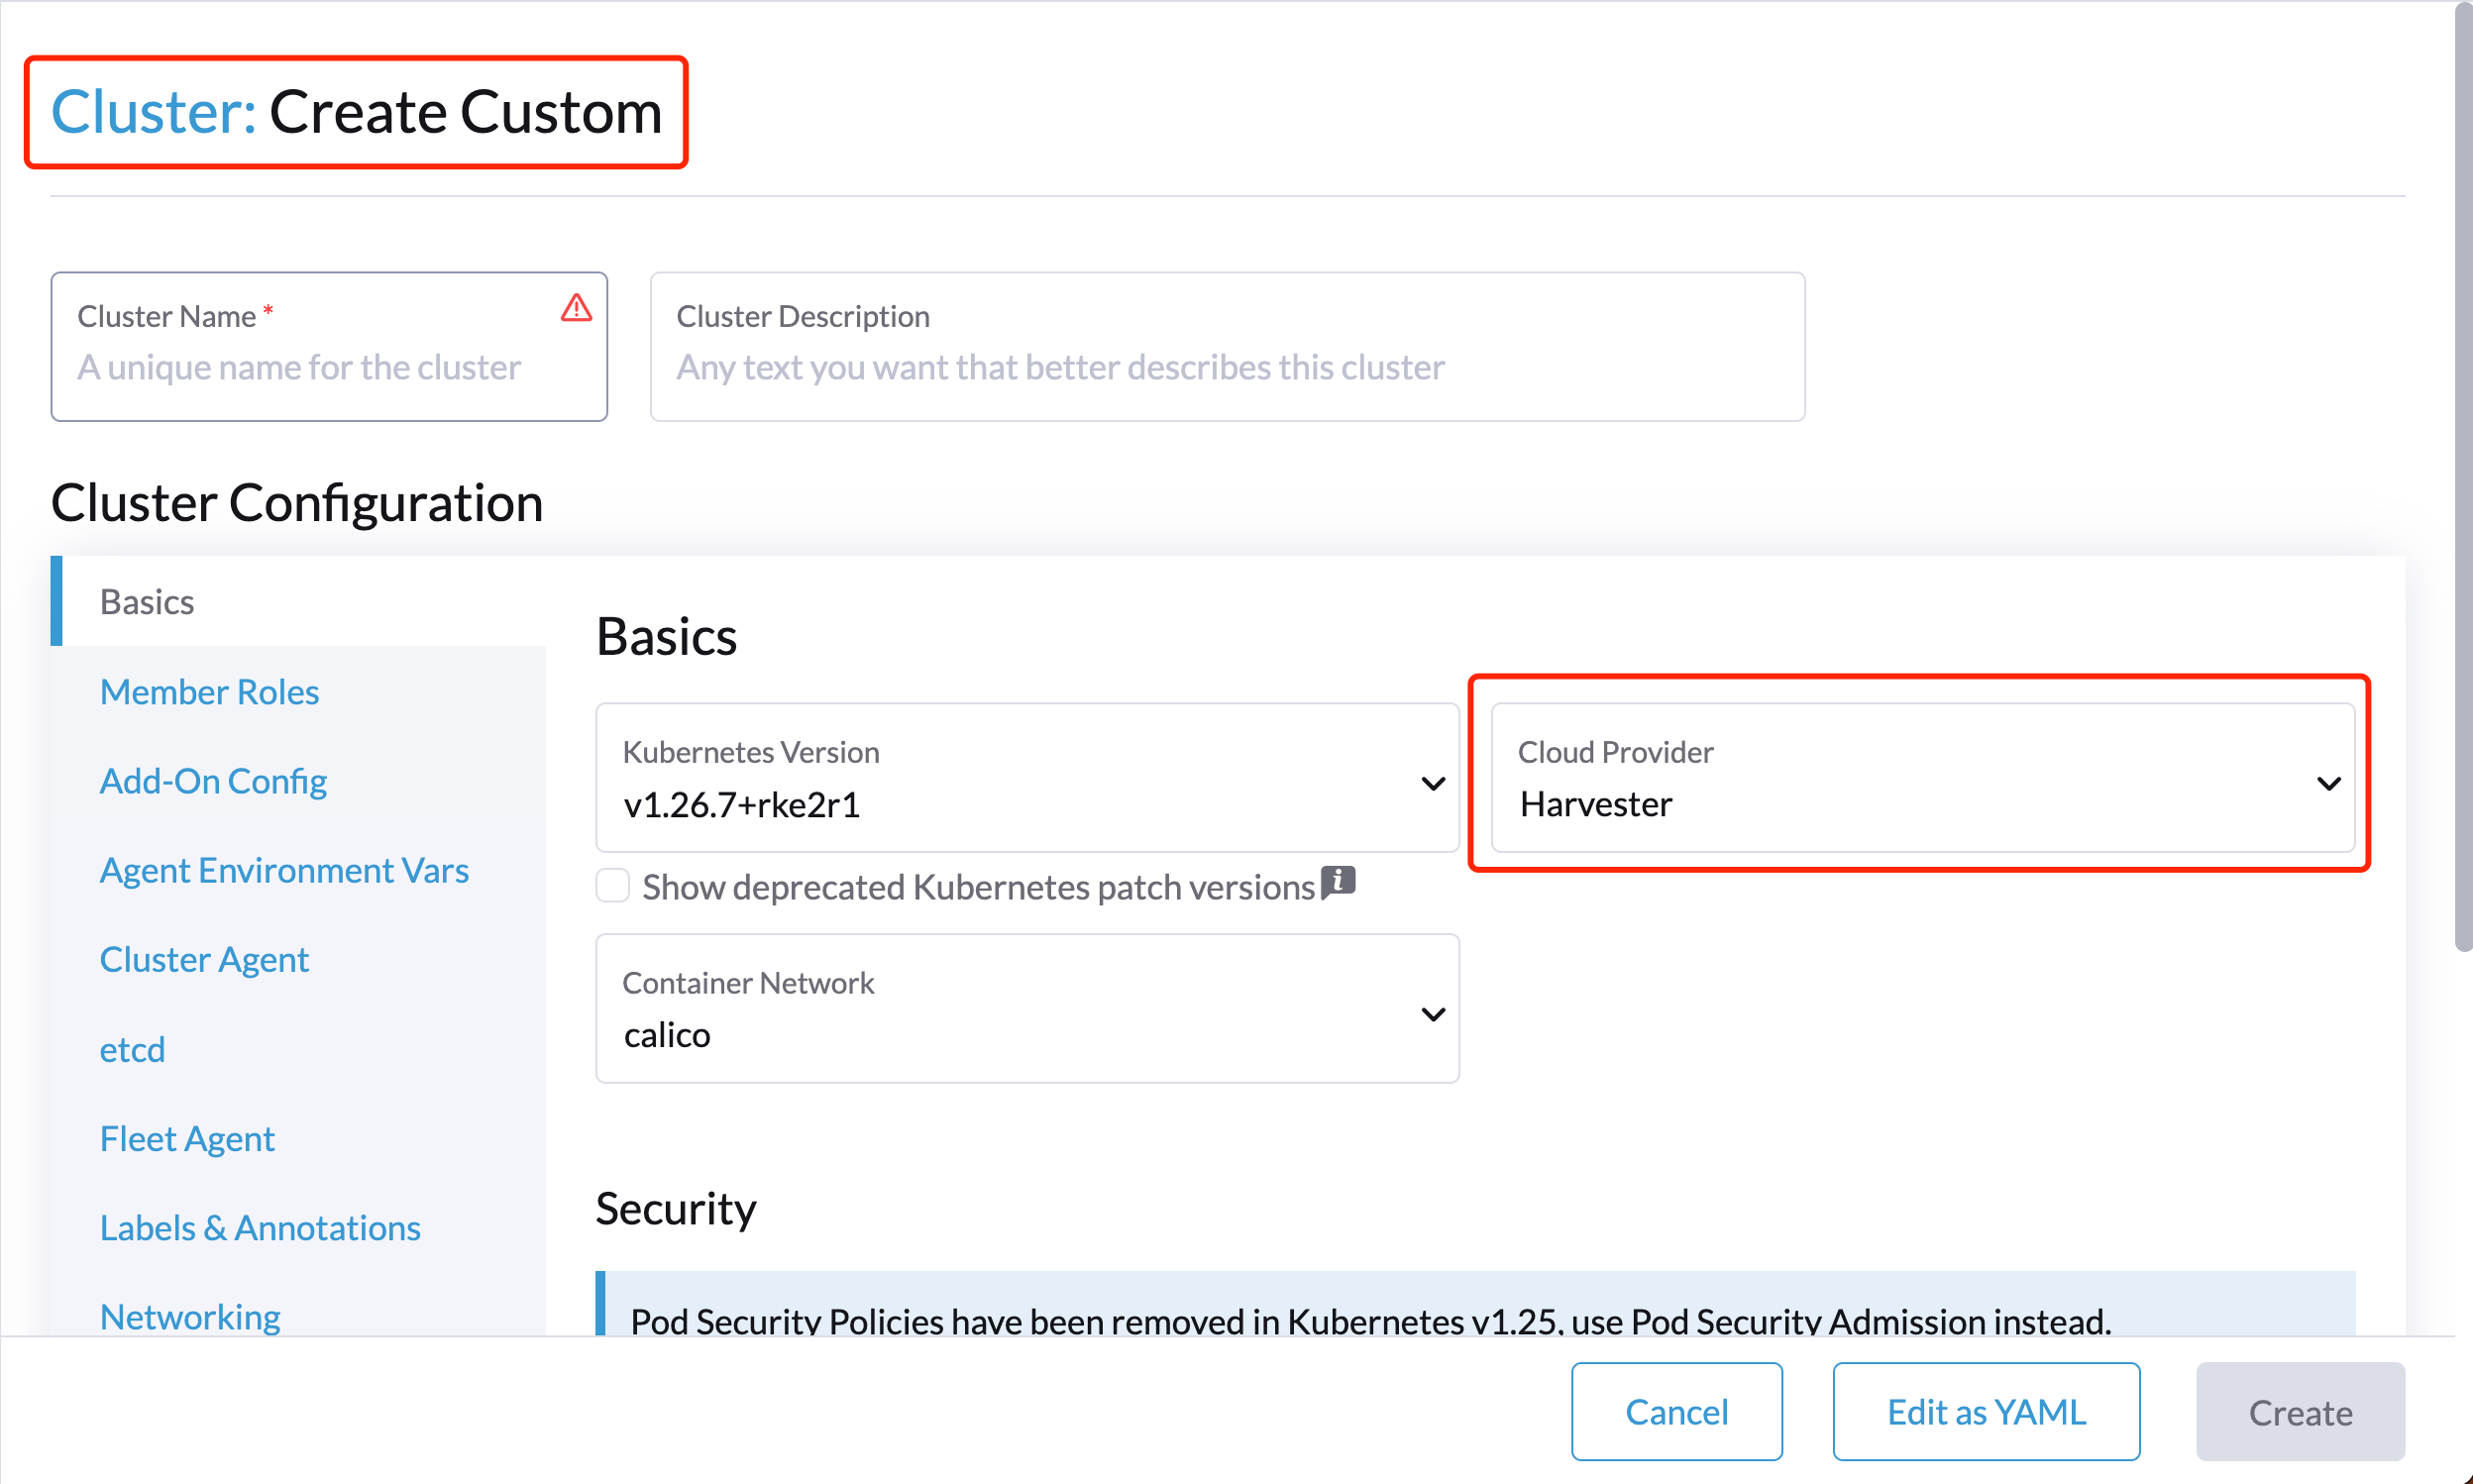 Cluster: Create Custom
Cluster Name *
A unique name for the cluster
Cluster Description
Any text you want that better describes this cluster
Cluster Configuration
Basics
Member Roles
Add-On Config
Agent Environment Vars
Cluster Agent
etcd
Fleet Agent
Labels & Annotations
Networking
Basics
Kubernetes Version
v1.26.7+rke2r1
Cloud Provider
Harvester
Show deprecated Kubernetes patch versions
Container Network
calico
Security
Pod Security Policies have been removed in Kubernetes v1.25, use Pod Security Admission instead.
Cancel
Edit as YAML
Create